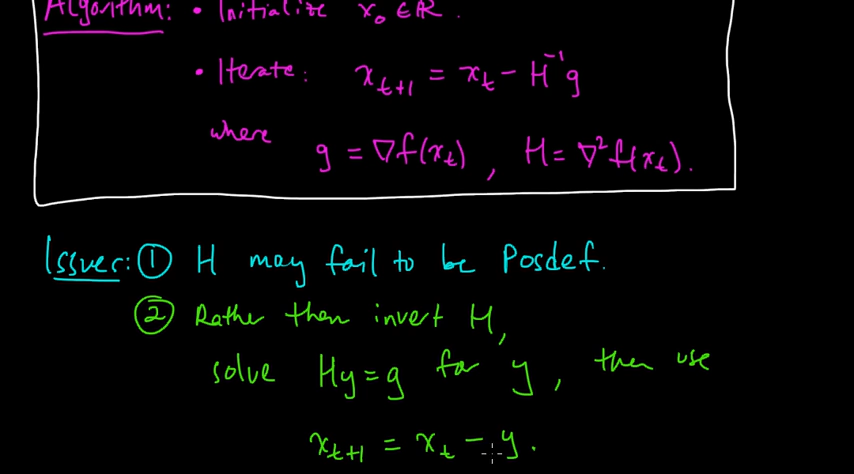 Algorithm: • Initialize x₀ ∈ ℝ.
• Iterate: xₜ₊₁ = xₜ - H⁻¹g
where
g = ∇f(xₜ), H = ∇²f(xₜ).
Issues: ① H may fail to be Posdef.
② Rather then invert H,
solve Hy = g for y, then use
xₜ₊₁ = xₜ - y.